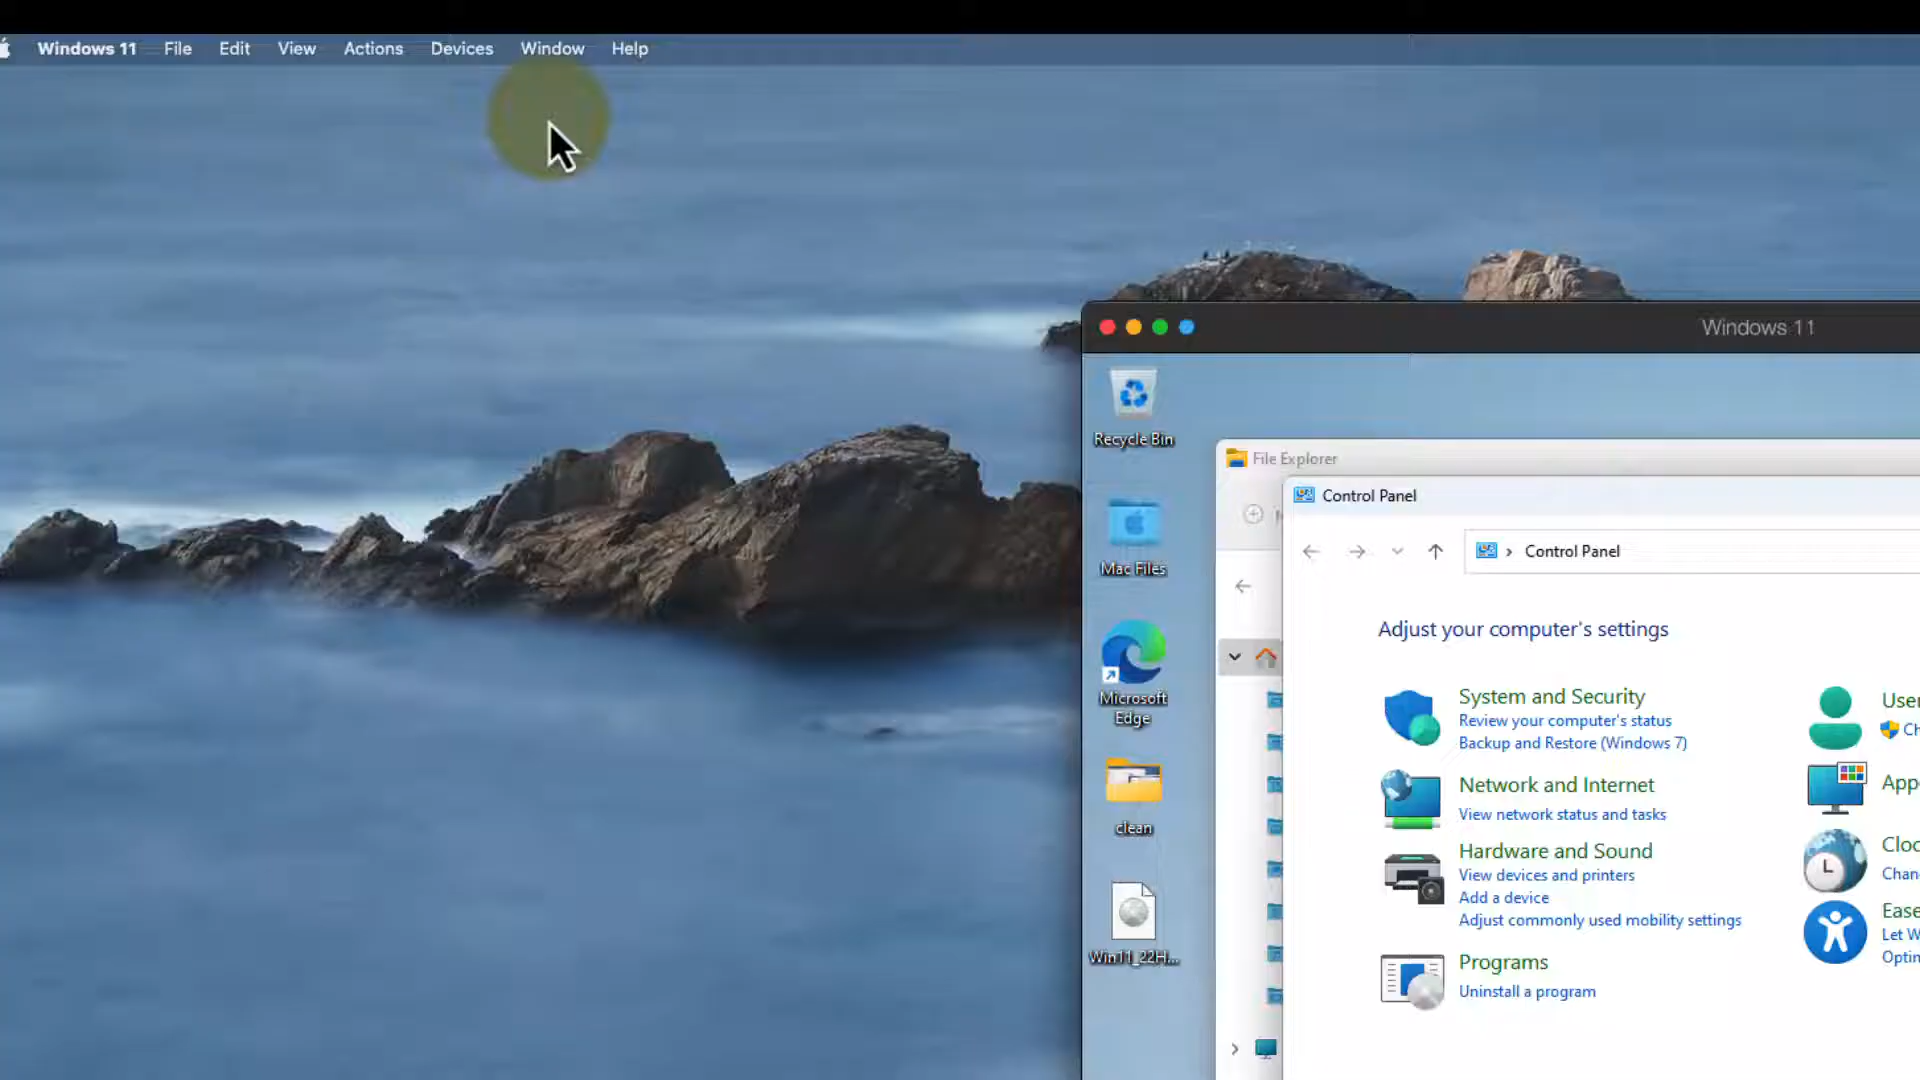 Windows 11 File Edit View Actions Devices Window Help
Windows 11
Recycle Bin
File Explorer
Control Panel
Control Panel
Mac Files
Adjust your computer's settings
System and Security
Review your computer's status
Backup and Restore (Windows 7)
Microsoft
Edge
Network and Internet
View network status and tasks
clean
Hardware and Sound
View devices and printers
Add a device
Adjust commonly used mobility settings
Win11_22H...
Programs
Uninstall a program
User
Ch
App
Cloc
Chan
Ease
Let W
Optin